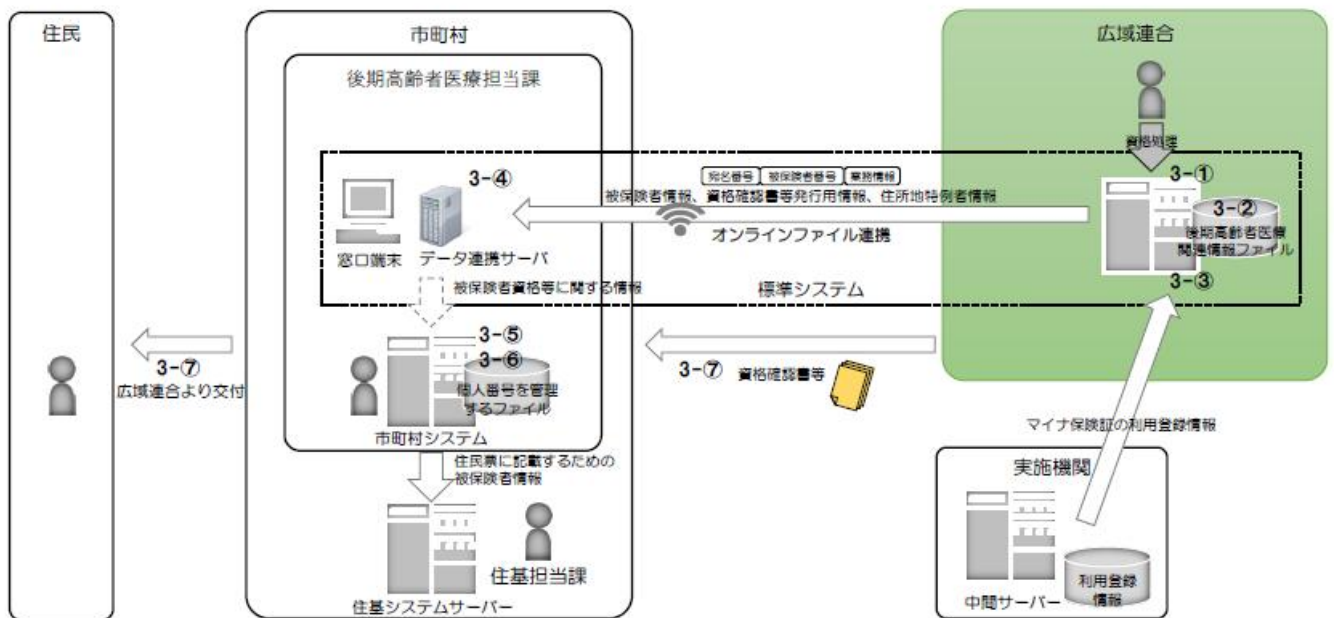 住民
市町村
広域連合
後期高齢者医療担当課
資格処理
宛名番号 被保険者番号 業務情報
3-④
3-①
被保険者情報、資格確認書等発行用情報、住所地特例者情報
3-②
オンラインファイル連携
後期高齢者医療
関連情報ファイル
窓口端末
データ連携サーバ
被保険者資格等に関する情報
標準システム
3-③
3-⑤
3-⑥
3-⑦
広域連合より交付
3-⑦ 資格確認書等
個人番号を管理
するファイル
市町村システム
マイナ保険証の利用登録情報
住民票に記載するための
被保険者情報
実施機関
住基担当課
住基システムサーバー
中間サーバー
利用登録
情報